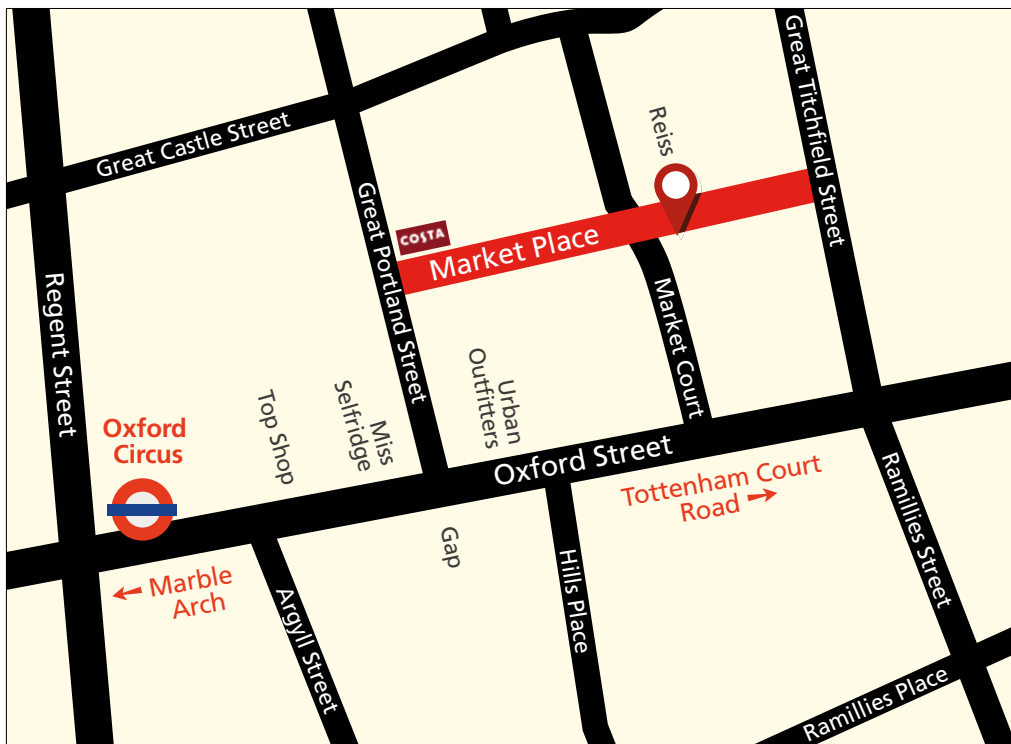 Great Castle Street
Great Titchfield Street
Reiss
COSTA
Market Place
Great Portland Street
Regent Street
Market Court
Oxford
Circus
Top Shop
Miss
Selfridge
Urban
Outfitters
Oxford Street
Tottenham Court
Road
Gap
Marble
Arch
Argyll Street
Hills Place
Ramillies Street
Ramillies Place